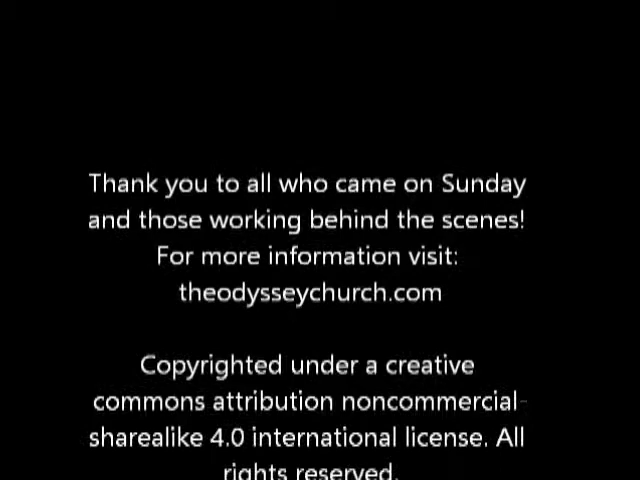 Thank you to all who came on Sunday
and those working behind the scenes!
For more information visit:
theodysseychurch.com
Copyrighted under a creative
commons attribution noncommercial-
sharealike 4.0 international license. All
rights reserved.